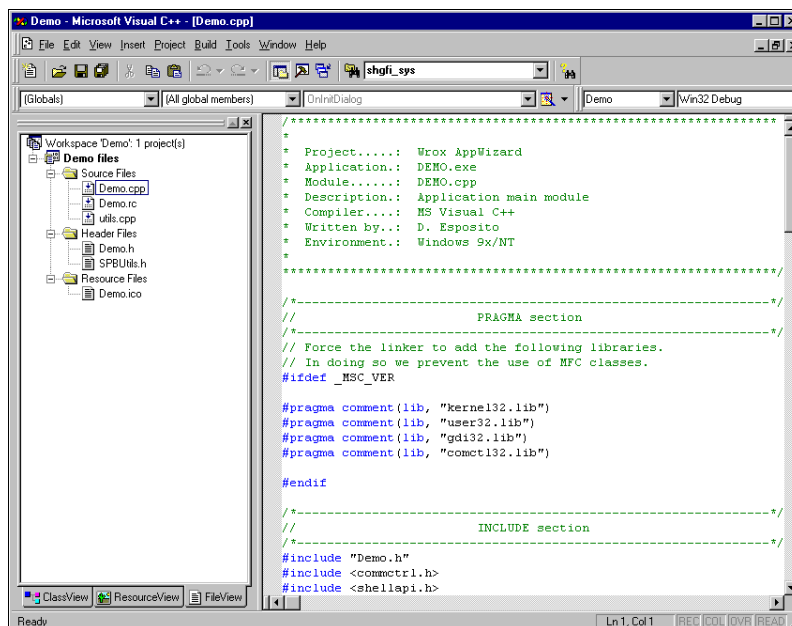 Demo - Microsoft Visual C++ - [Demo.cpp]
File Edit View Insert Project Build Tools Window Help
shgfi_sys
(Globals) (All global members) OnInitDialog Demo Win32 Debug
Workspace 'Demo': 1 project(s)
Demo files
Source Files
Demo.cpp
Demo.rc
utils.cpp
Header Files
Demo.h
SPBUtils.h
Resource Files
Demo.ico
ClassView ResourceView FileView
/*****************************************************************
*
* Project.....: Wrox AppWizard
* Application.: DEMO.exe
* Module......: DEMO.cpp
* Description.: Application main module
* Compiler....: MS Visual C++
* Written by..: D. Esposito
* Environment.: Windows 9x/NT
*
******************************************************************/
/*---------------------------------------------------------------*/
// PRAGMA section
/*---------------------------------------------------------------*/
// Force the linker to add the following libraries.
// In doing so we prevent the use of MFC classes.
#ifdef _MSC_VER
#pragma comment(lib, "kernel32.lib")
#pragma comment(lib, "user32.lib")
#pragma comment(lib, "gdi32.lib")
#pragma comment(lib, "comctl32.lib")
#endif
/*---------------------------------------------------------------*/
// INCLUDE section
/*---------------------------------------------------------------*/
#include "Demo.h"
#include <commctrl.h>
#include <shellapi.h>
Ready Ln 1, Col 1 REC COL OVR READ